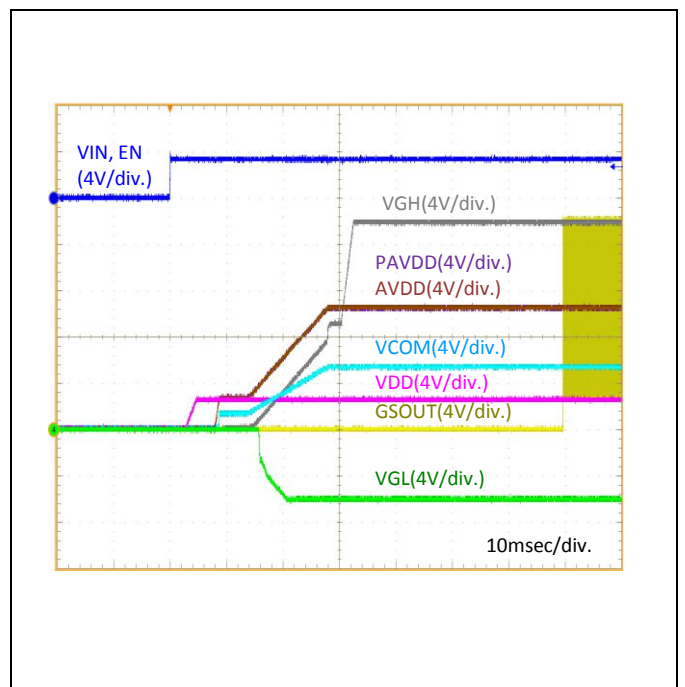 VIN, EN
(4V/div.)
VGH(4V/div.)
PAVDD(4V/div.)
AVDD(4V/div.)
VCOM(4V/div.)
VDD(4V/div.)
GSOUT(4V/div.)
VGL(4V/div.)
10msec/div.